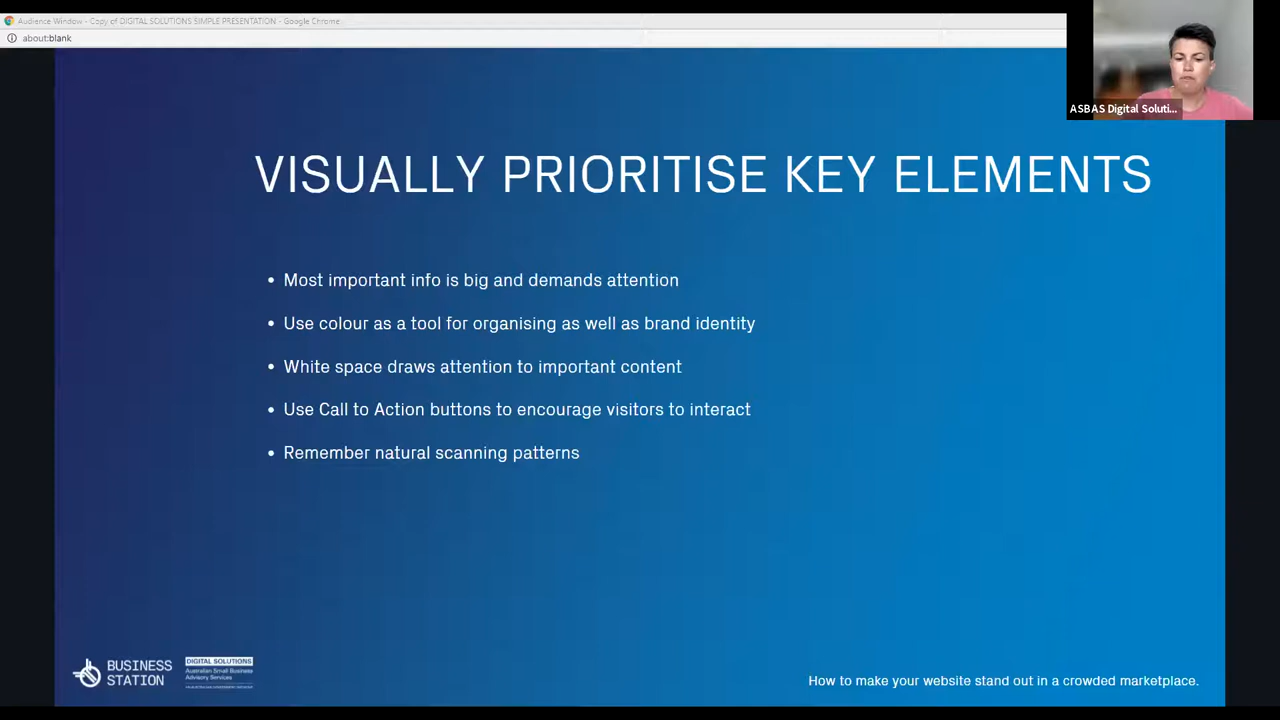 Audience Window - Copy of DIGITAL SOLUTIONS SIMPLE PRESENTATION - Google Chrome
about:blank
ASBAS Digital Soluti...
VISUALLY PRIORITISE KEY ELEMENTS
• Most important info is big and demands attention
• Use colour as a tool for organising as well as brand identity
• White space draws attention to important content
• Use Call to Action buttons to encourage visitors to interact
• Remember natural scanning patterns
BUSINESS
STATION
DIGITAL SOLUTIONS
Australian Small Business
Advisory Services
How to make your website stand out in a crowded marketplace.